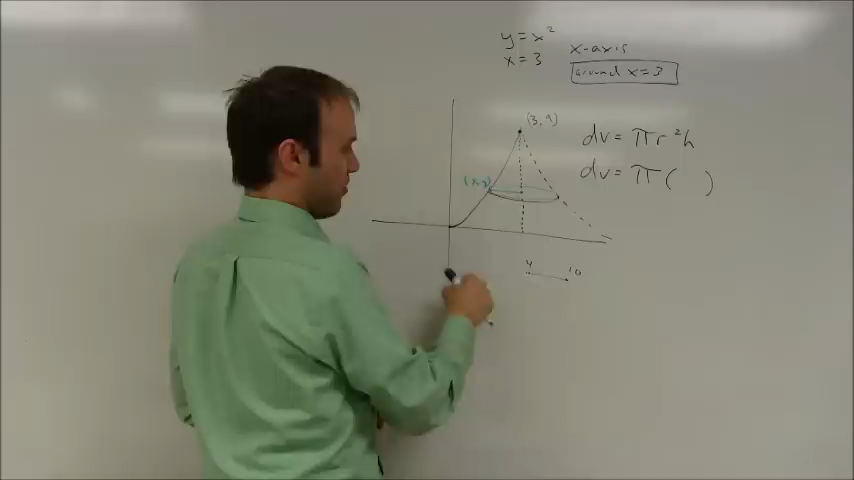 y = x²
x = 3
x-axis
around x = 3
(3,9)
dv = πr²h
dv = π( )
(x,y)
4 10